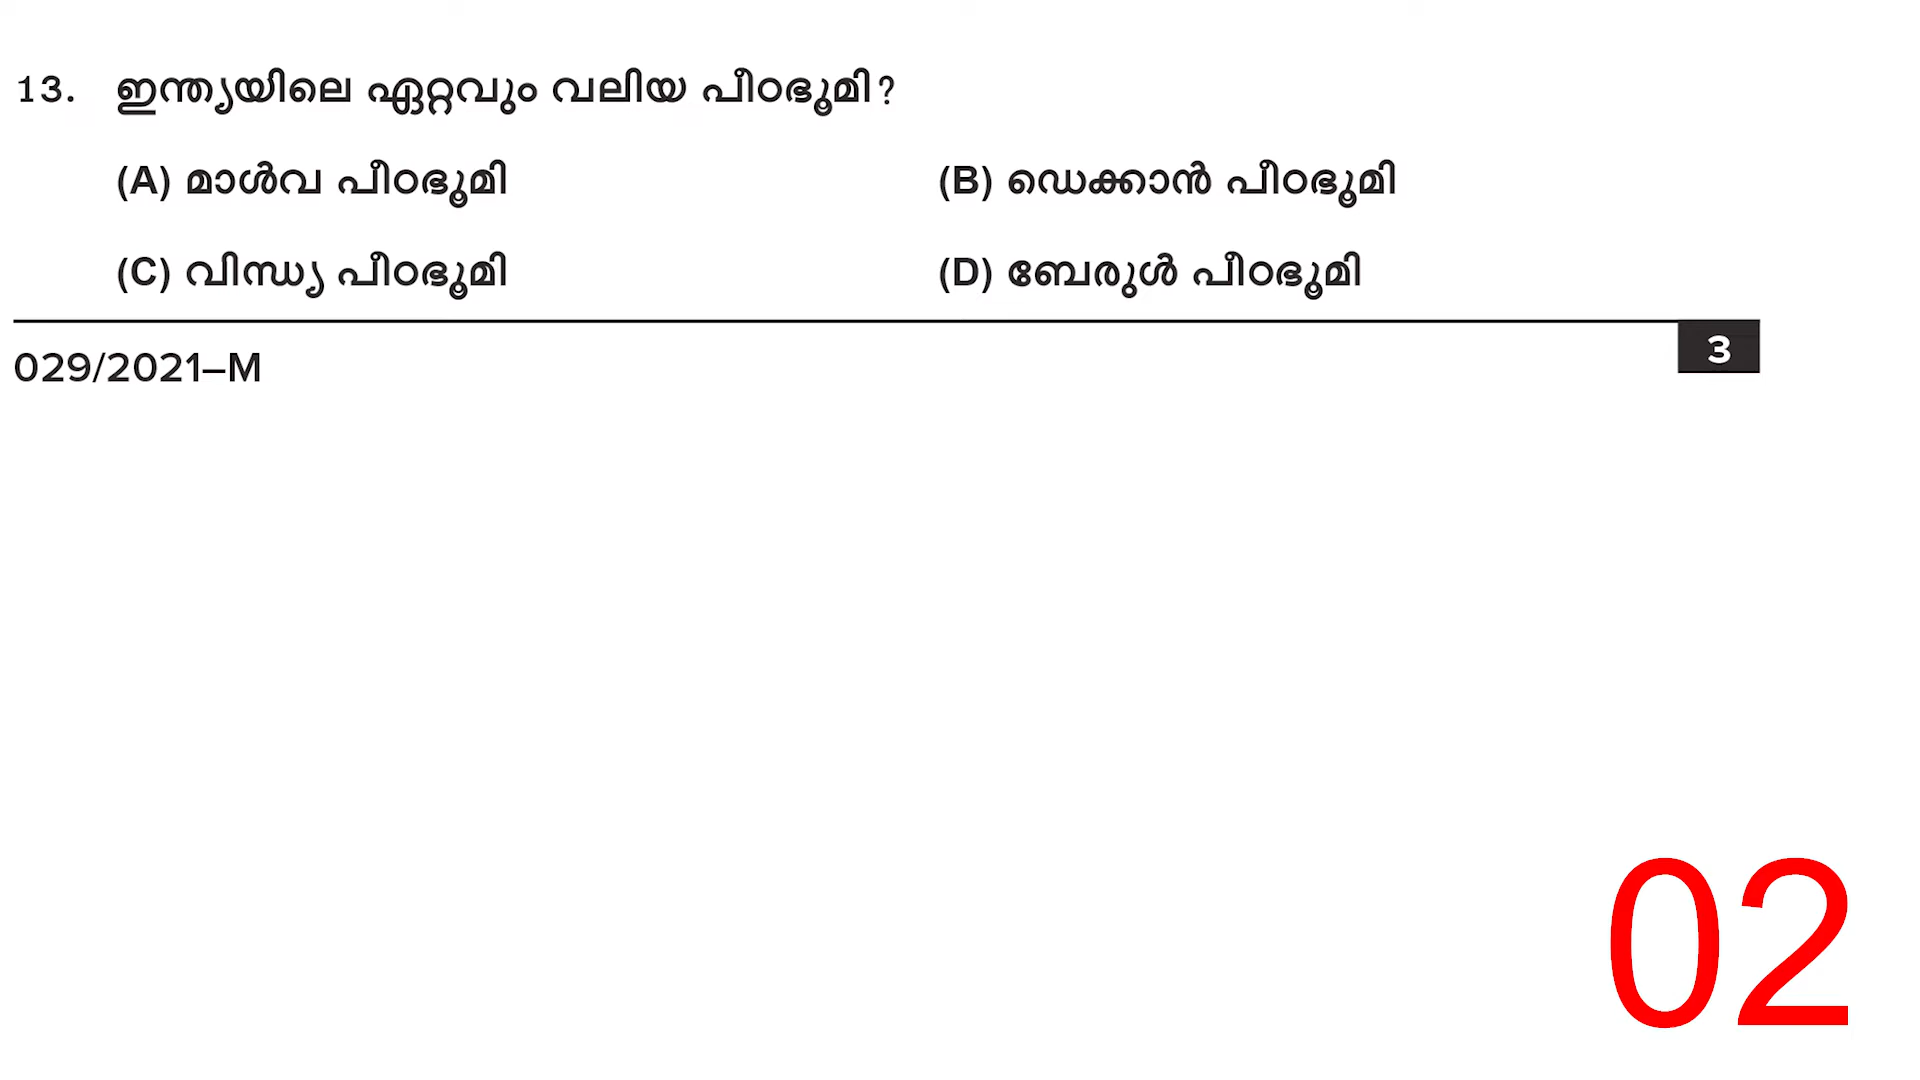 13. ഇന്ത്യയിലെ ഏറ്റവും വലിയ പീഠഭൂമി?
(A) മാൾവ പീഠഭൂമി (B) ഡെക്കാൻ പീഠഭുമി
(C) വിന്ധ്യ പീഠഭൂമി (D) ബേരുൾ പീഠഭൂമി
3
029/2021–M
02